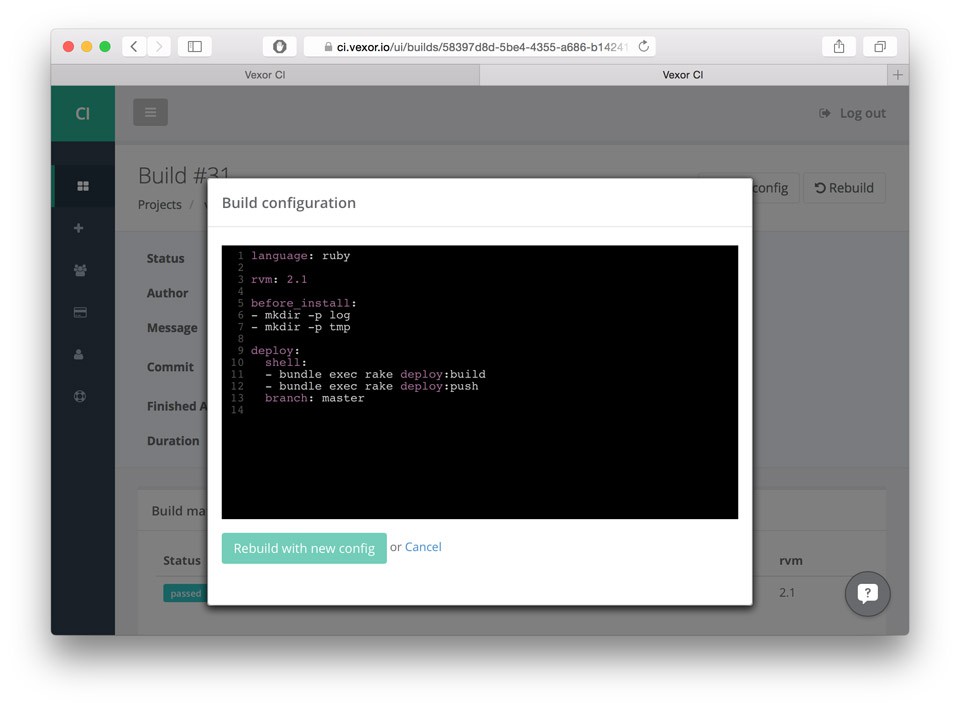 ci.vexor.io/ui/builds/58397d8d-5be4-4355-a686-b14241
Vexor CI
Vexor CI
CI
Log out
Build #31
Projects /
config
Rebuild
Build configuration
Status
Author
Message
Commit
Finished A
Duration
1 language: ruby
2
3 rvm: 2.1
4
5 before_install:
6 - mkdir -p log
7 - mkdir -p tmp
8
9 deploy:
10 shell:
11 - bundle exec rake deploy:build
12 - bundle exec rake deploy:push
13 branch: master
14
Rebuild with new config or Cancel
Build ma
Status
rvm
passed
2.1
?